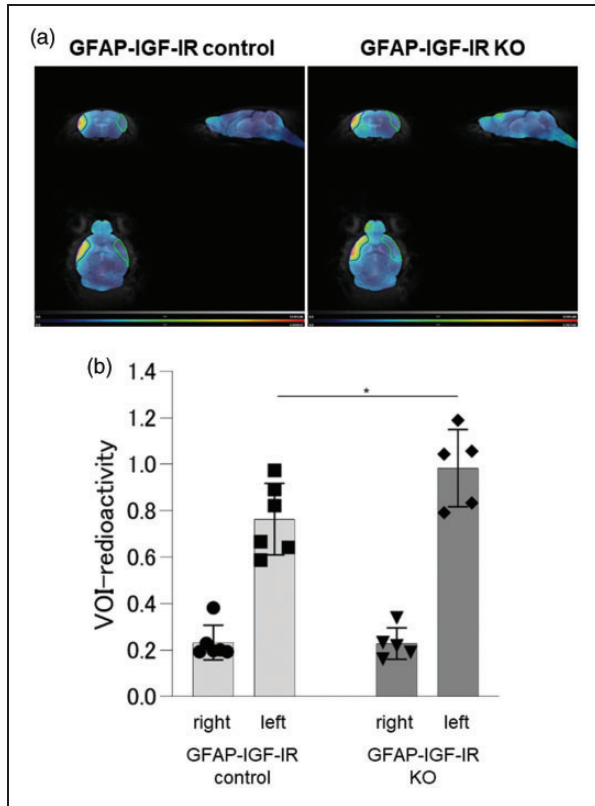 (a)
GFAP-IGF-IR control
GFAP-IGF-IR KO
(b)
1.4
1.2
1.0
0.8
0.6
0.4
0.2
0.0
VOI-redioactivity
*
right
left
right
left
GFAP-IGF-IR
control
GFAP-IGF-IR
KO